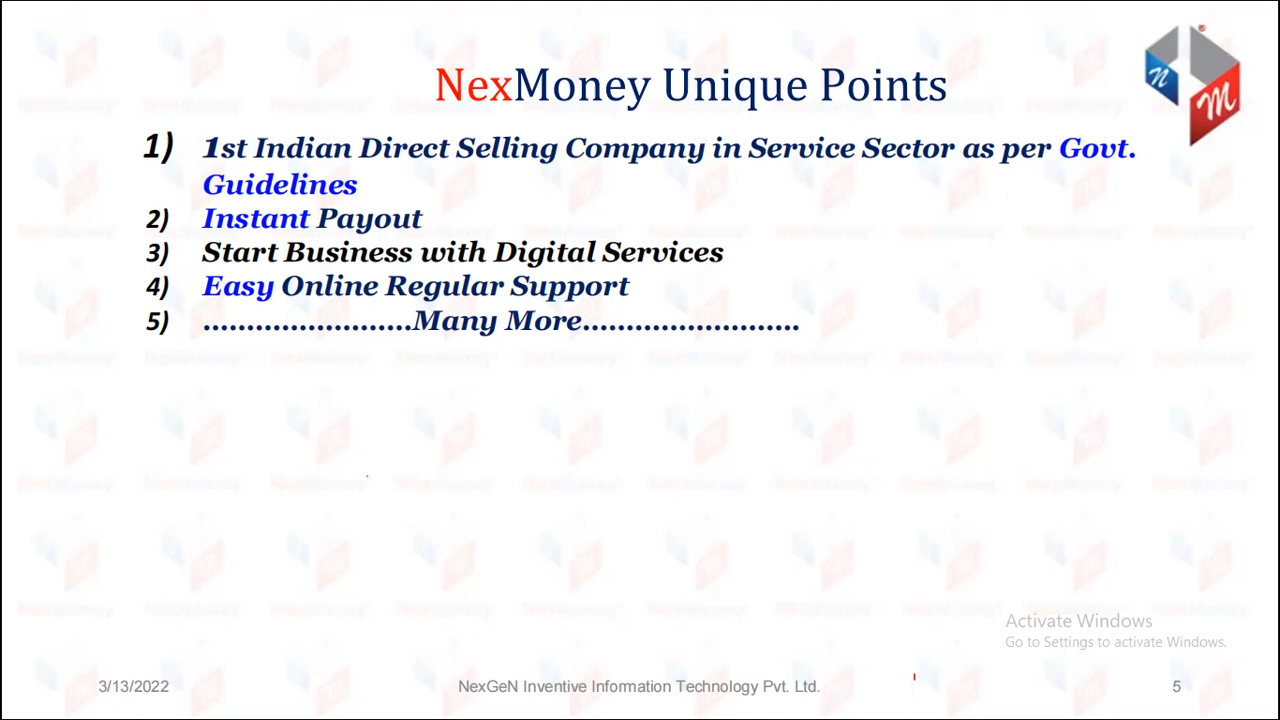 NexMoney Unique Points
n
M
1) 1st Indian Direct Selling Company in Service Sector as per Govt.
Guidelines
2) Instant Payout
3) Start Business with Digital Services
4) Easy Online Regular Support
5) ........................Many More.........................
Activate Windows
Go to Settings to activate Windows.
3/13/2022 NexGeN Inventive Information Technology Pvt. Ltd. 5